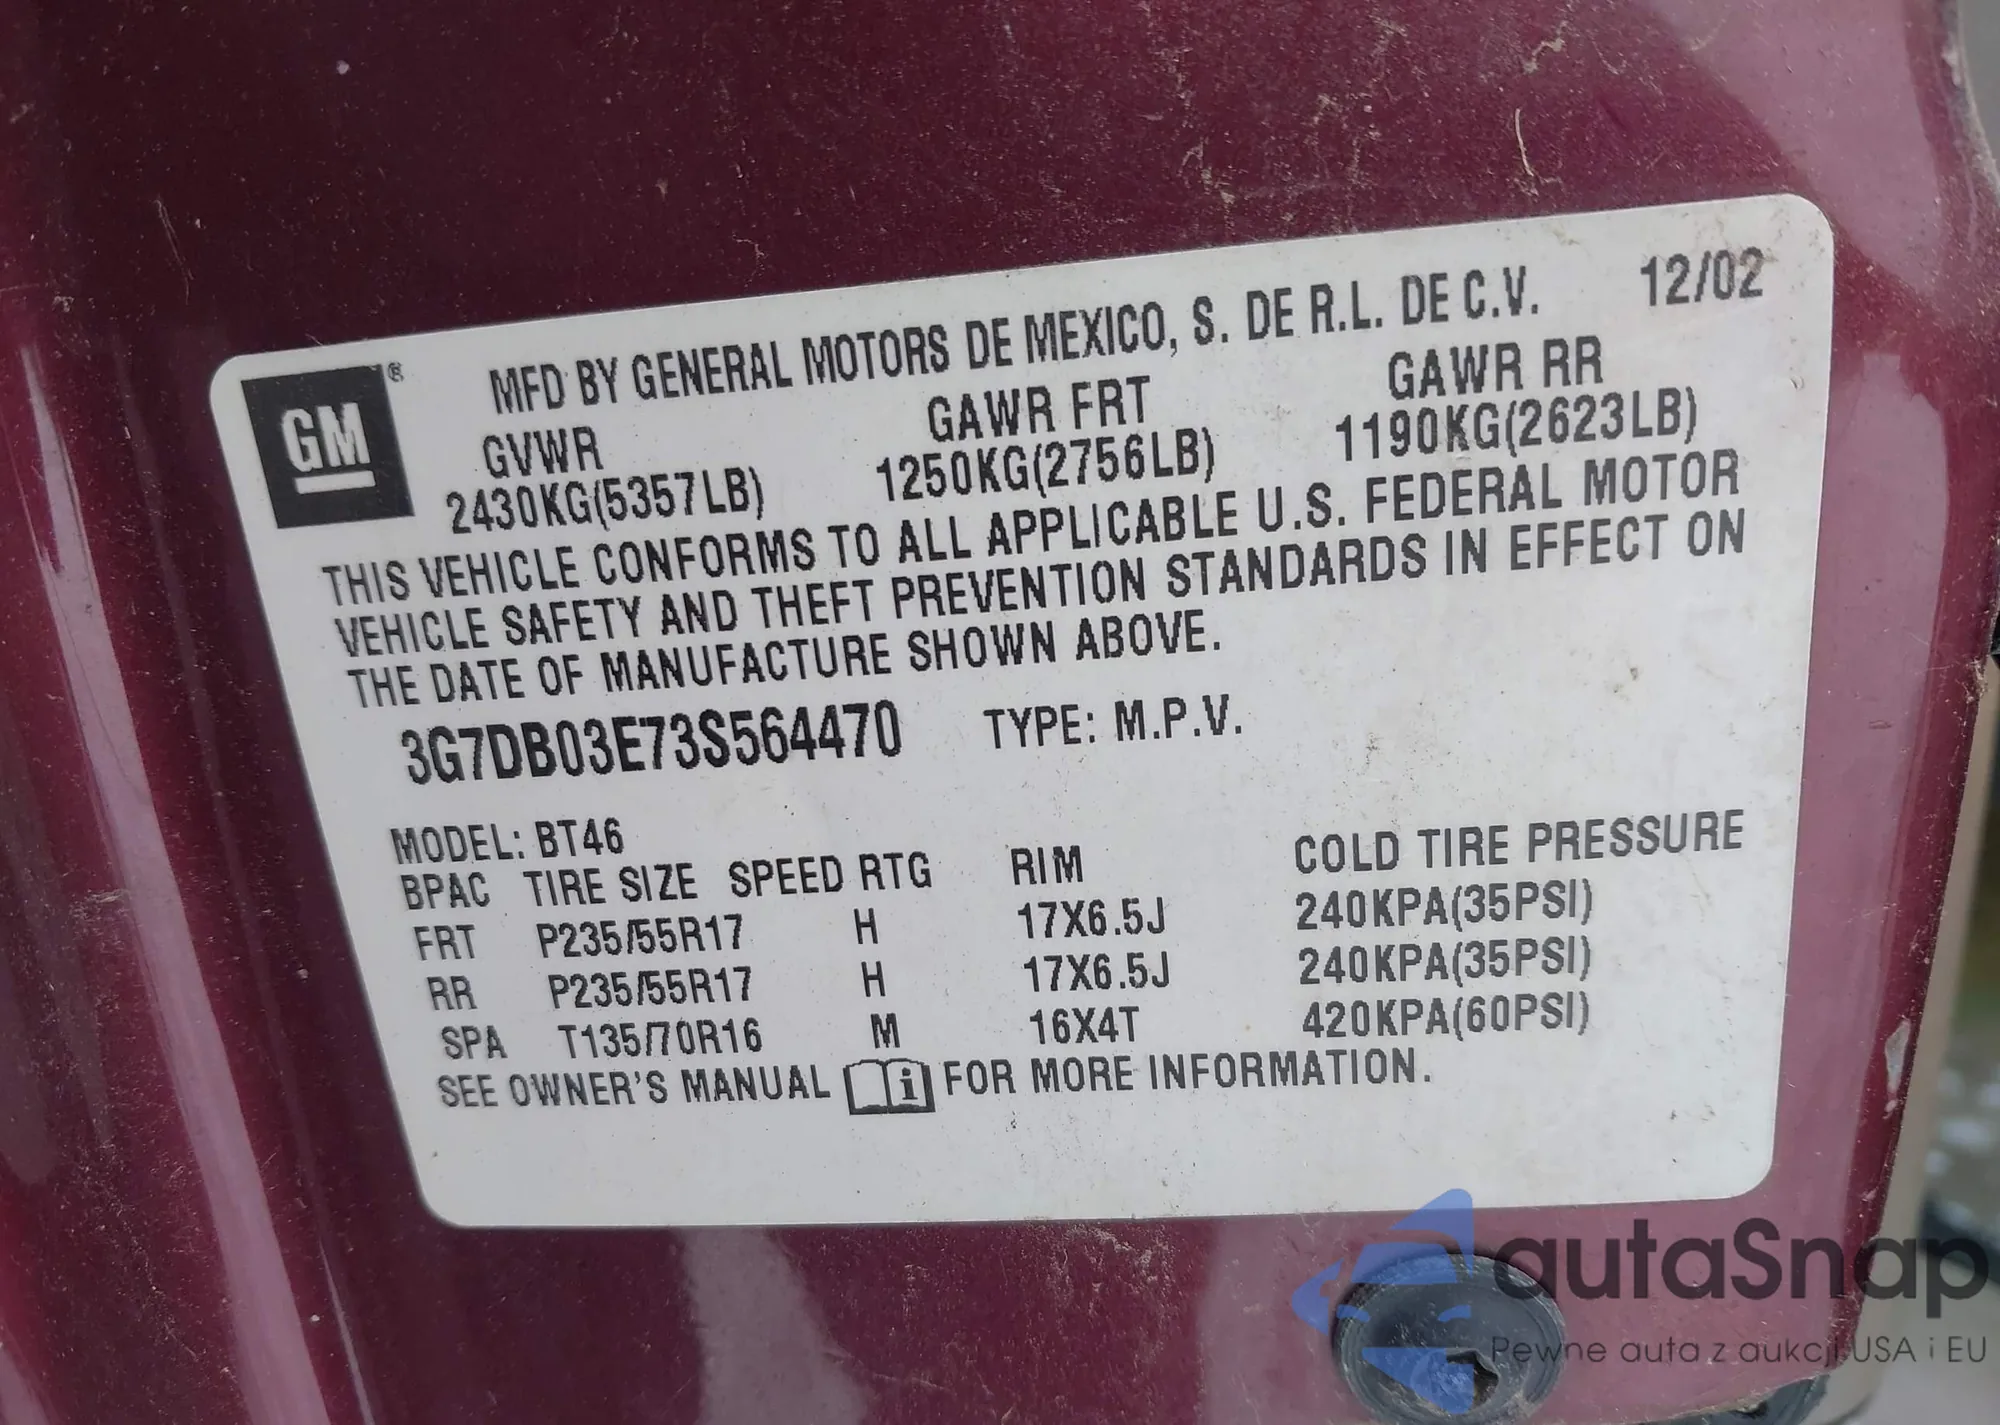 MFD BY GENERAL MOTORS DE MEXICO, S. DE R.L. DE C.V. 12/02
GM®
GVWR GAWR FRT GAWR RR
2430KG(5357LB) 1250KG(2756LB) 1190KG(2623LB)
THIS VEHICLE CONFORMS TO ALL APPLICABLE U.S. FEDERAL MOTOR
VEHICLE SAFETY AND THEFT PREVENTION STANDARDS IN EFFECT ON
THE DATE OF MANUFACTURE SHOWN ABOVE.
3G7DB03E73S564470 TYPE: M.P.V.
MODEL: BT46
BPAC TIRE SIZE SPEED RTG RIM COLD TIRE PRESSURE
FRT P235/55R17 H 17X6.5J 240KPA(35PSI)
RR P235/55R17 H 17X6.5J 240KPA(35PSI)
SPA T135/70R16 M 16X4T 420KPA(60PSI)
SEE OWNER'S MANUAL i FOR MORE INFORMATION.
autaSnap
Pewne auta z aukcji USA i EU